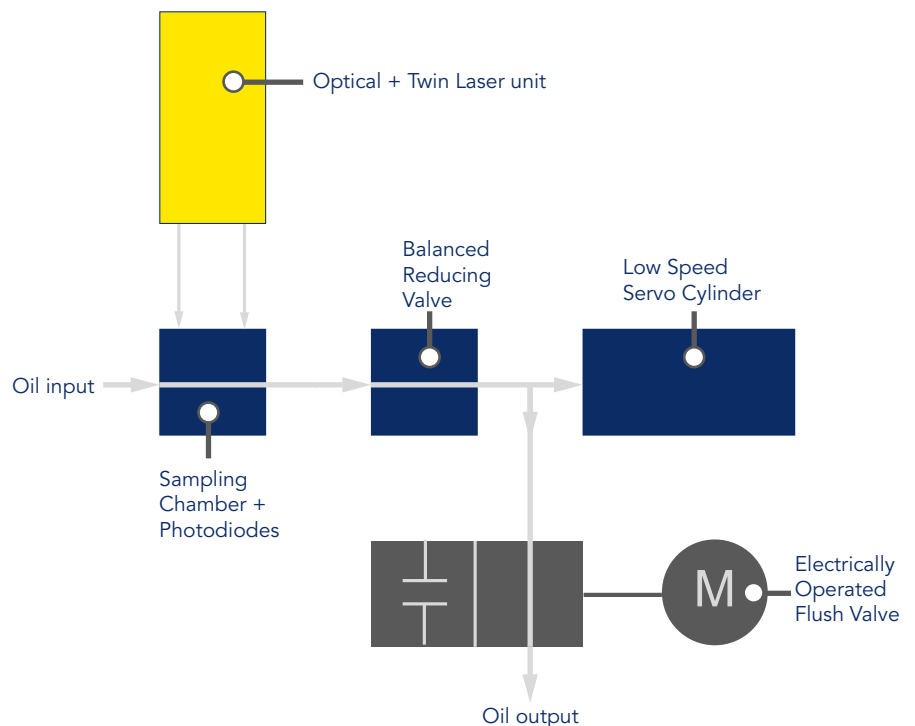 Optical + Twin Laser unit
Balanced
Reducing
Valve
Low Speed
Servo Cylinder
Oil input
Sampling
Chamber +
Photodiodes
M
Electrically
Operated
Flush Valve
Oil output